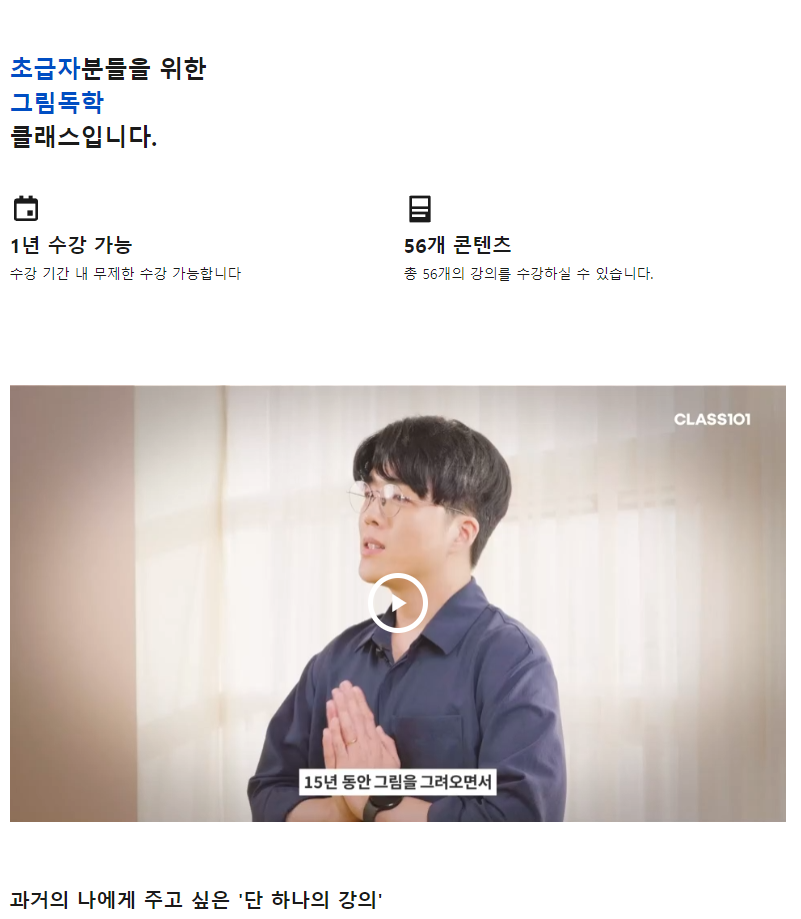 초급자분들을 위한
그림독학
클래스입니다.
1년 수강 가능
수강 기간 내 무제한 수강 가능합니다
56개 콘텐츠
총 56개의 강의를 수강하실 수 있습니다.
CLASS101
15년 동안 그림을 그려오면서
과거의 나에게 주고 싶은 '단 하나의 강의'